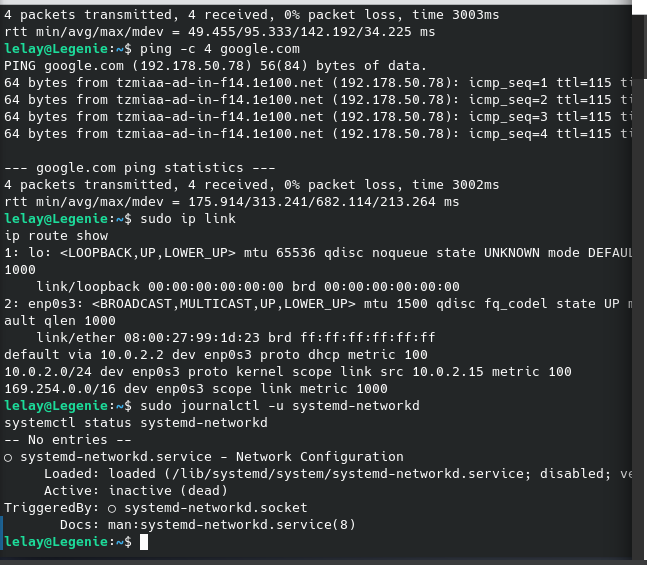 4 packets transmitted, 4 received, 0% packet loss, time 3003ms
rtt min/avg/max/mdev = 49.455/95.333/142.192/34.225 ms
lelay@Legenie:~$ ping -c 4 google.com
PING google.com (192.178.50.78) 56(84) bytes of data.
64 bytes from tzmiaa-ad-in-f14.1e100.net (192.178.50.78): icmp_seq=1 ttl=115
64 bytes from tzmiaa-ad-in-f14.1e100.net (192.178.50.78): icmp_seq=2 ttl=115
64 bytes from tzmiaa-ad-in-f14.1e100.net (192.178.50.78): icmp_seq=3 ttl=115
64 bytes from tzmiaa-ad-in-f14.1e100.net (192.178.50.78): icmp_seq=4 ttl=115
--- google.com ping statistics ---
4 packets transmitted, 4 received, 0% packet loss, time 3002ms
rtt min/avg/max/mdev = 175.914/313.241/682.114/213.264 ms
lelay@Legenie:~$ sudo ip link
ip route show
1: lo: <LOOPBACK,UP,LOWER_UP> mtu 65536 qdisc noqueue state UNKNOWN mode DEFAUL
1000
link/loopback 00:00:00:00:00:00 brd 00:00:00:00:00:00
2: enp0s3: <BROADCAST,MULTICAST,UP,LOWER_UP> mtu 1500 qdisc fq_codel state UP m
ault qlen 1000
link/ether 08:00:27:99:1d:23 brd ff:ff:ff:ff:ff:ff
default via 10.0.2.2 dev enp0s3 proto dhcp metric 100
10.0.2.0/24 dev enp0s3 proto kernel scope link src 10.0.2.15 metric 100
169.254.0.0/16 dev enp0s3 scope link metric 1000
lelay@Legenie:~$ sudo journalctl -u systemd-networkd
systemctl status systemd-networkd
-- No entries --
○ systemd-networkd.service - Network Configuration
Loaded: loaded (/lib/systemd/system/systemd-networkd.service; disabled; ve
Active: inactive (dead)
TriggeredBy: ○ systemd-networkd.socket
Docs: man:systemd-networkd.service(8)
lelay@Legenie:~$